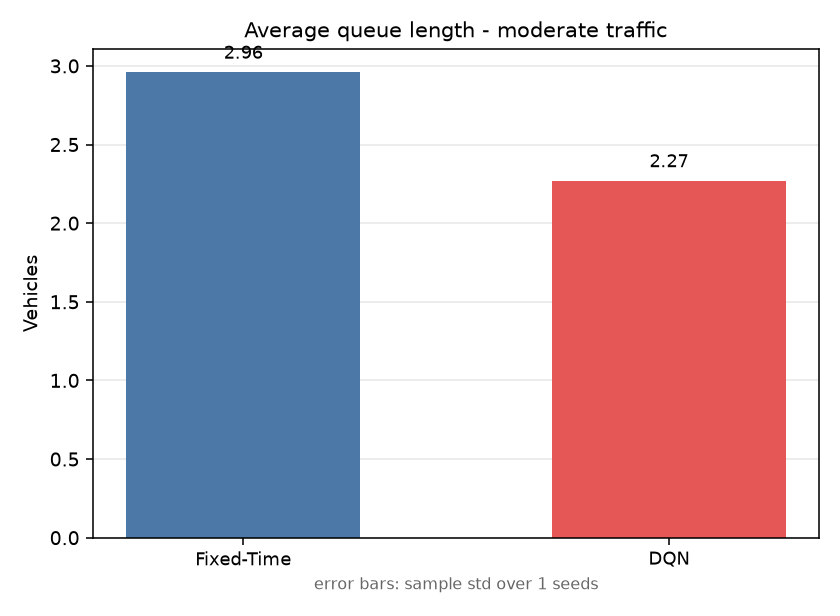 Average queue length - moderate traffic
2.96
3.0
2.5
2.27
2.0
Vehicles
1.5
1.0
0.5
0.0
Fixed-Time
DQN
error bars: sample std over 1 seeds